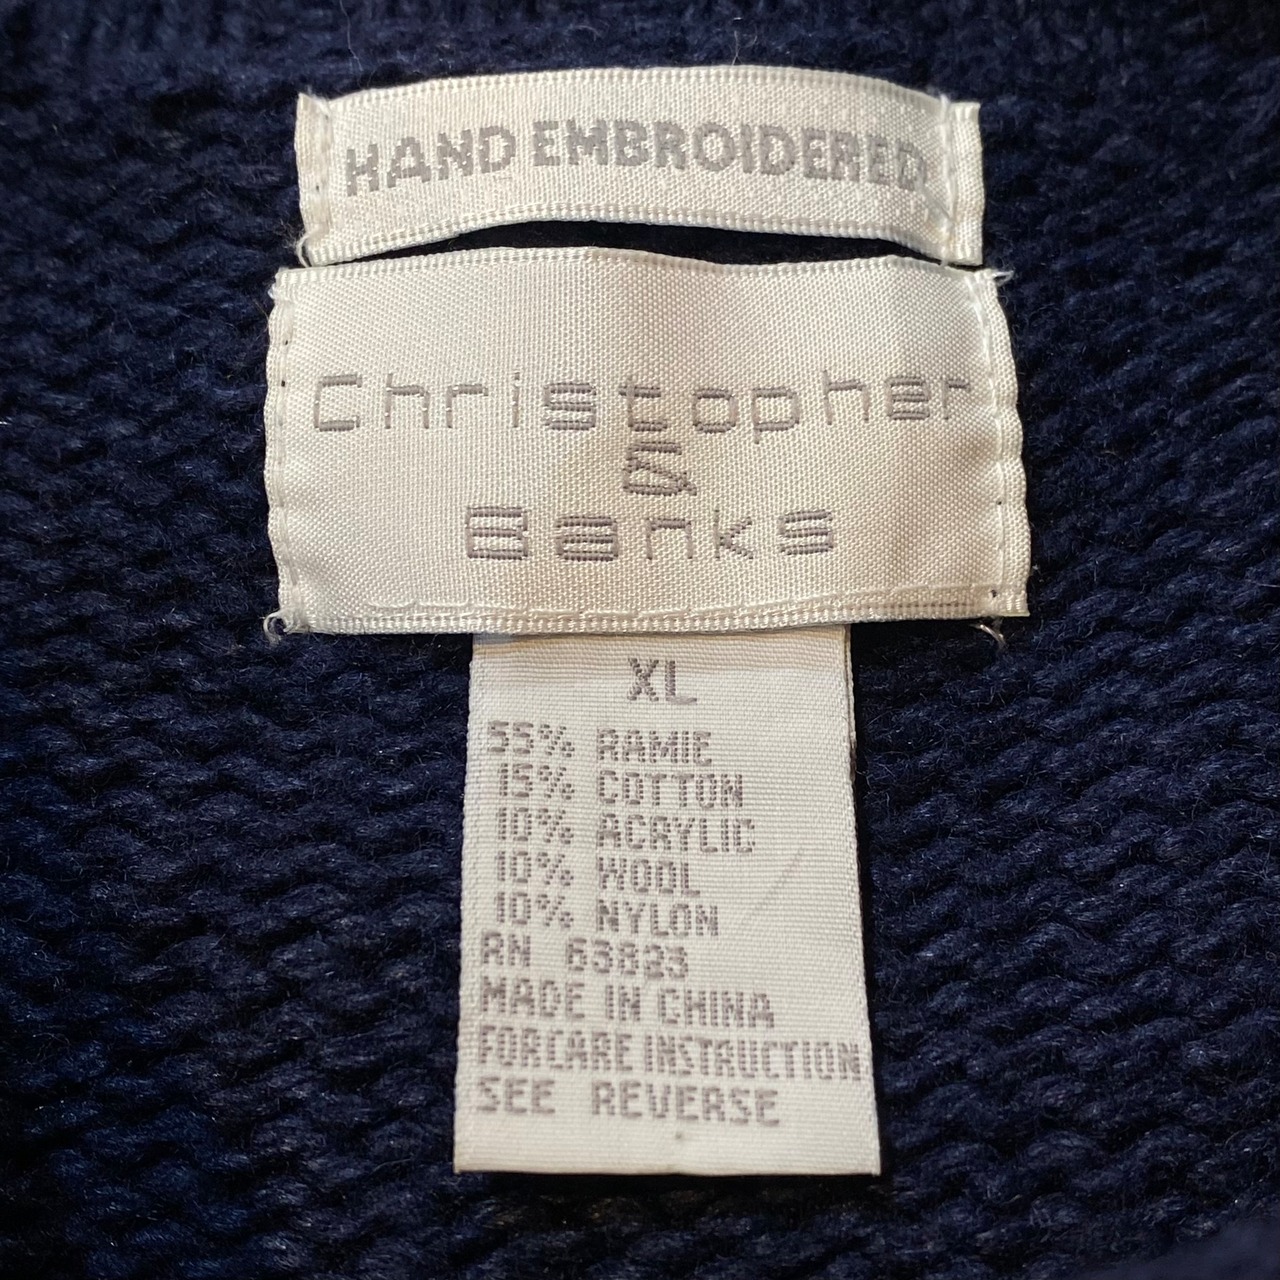 HAND EMBROIDERED
Christopher
&
Banks
XL
55% RAMIE
15% COTTON
10% ACRYLIC
10% WOOL
10% NYLON
RN 63823
MADE IN CHINA
FOR CARE INSTRUCTION
SEE REVERSE